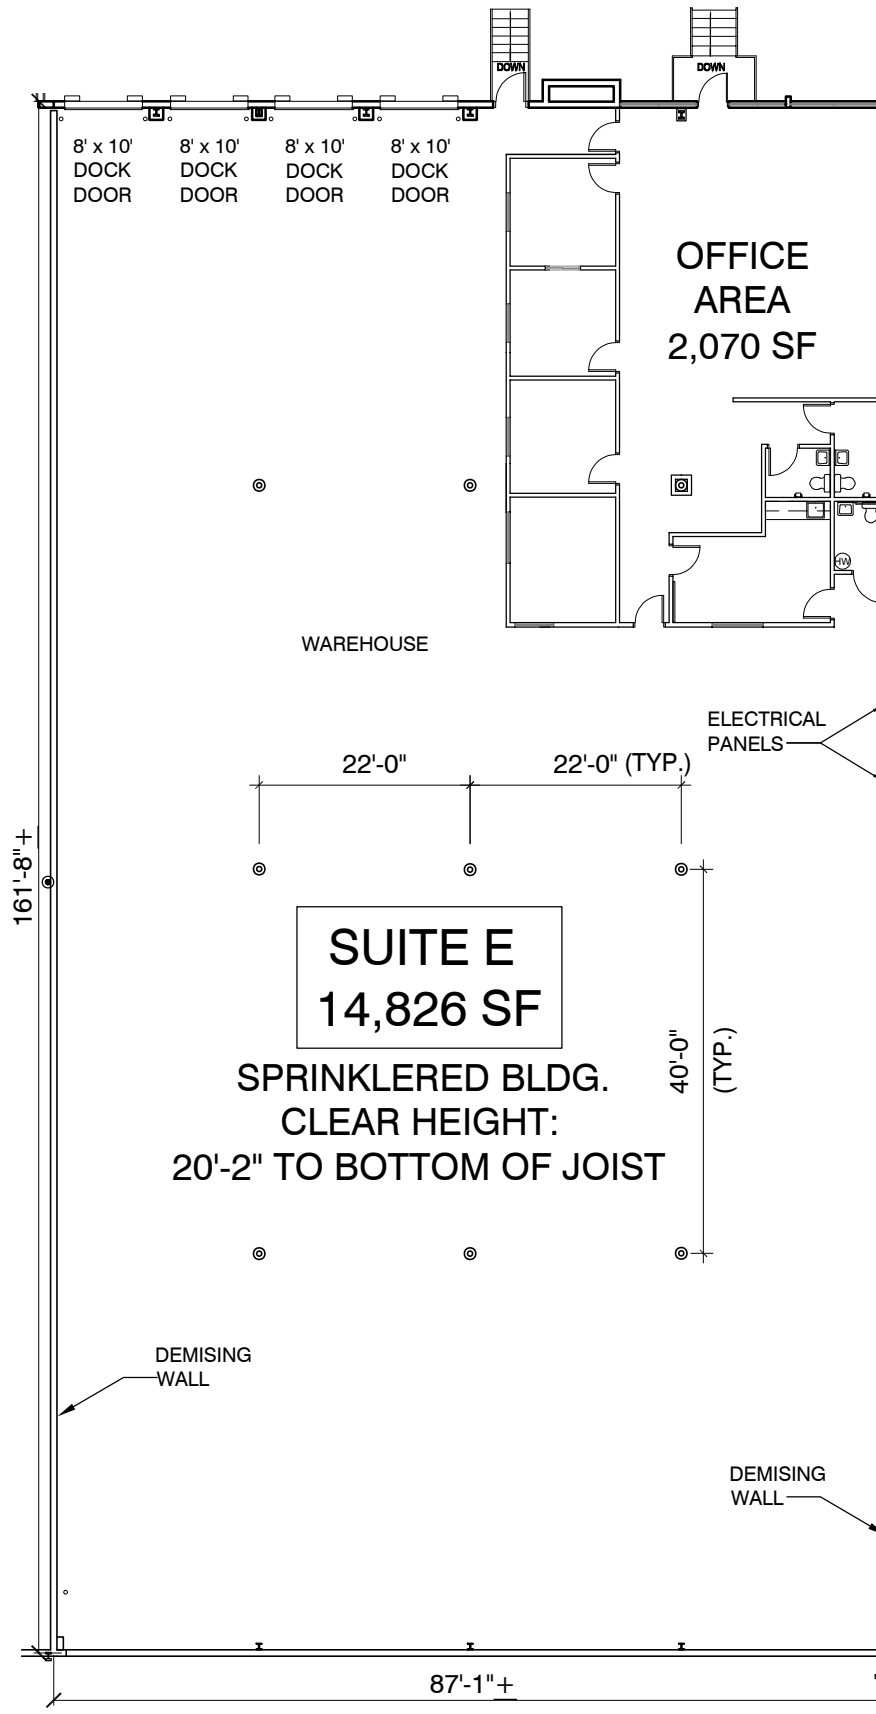 DOWN
DOWN
8' x 10'
DOCK
DOOR
8' x 10'
DOCK
DOOR
8' x 10'
DOCK
DOOR
8' x 10'
DOCK
DOOR
OFFICE
AREA
2,070 SF
HW
WAREHOUSE
ELECTRICAL
PANELS
22'-0"
22'-0" (TYP.)
161'-8"±
SUITE E
14,826 SF
40'-0"
(TYP.)
SPRINKLERED BLDG.
CLEAR HEIGHT:
20'-2" TO BOTTOM OF JOIST
DEMISING
WALL
DEMISING
WALL
87'-1"±